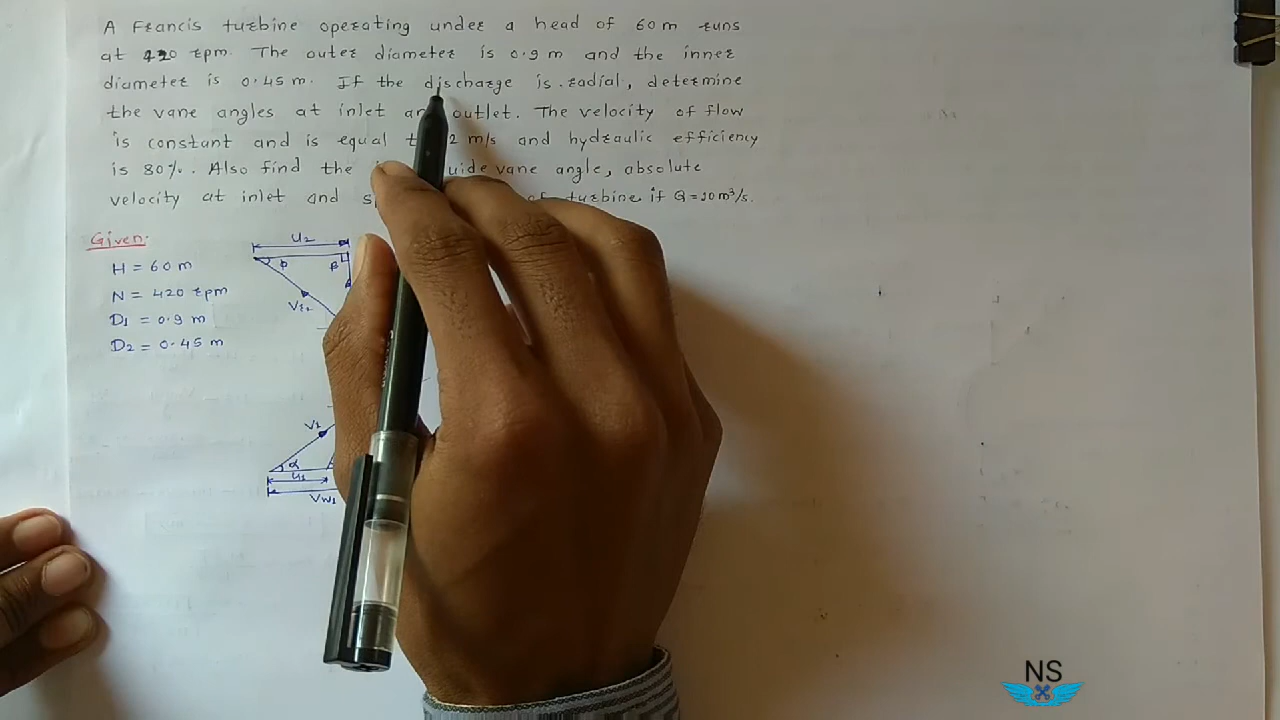 A Francis turbine operating under a head of 60 m runs
at 420 rpm. The outer diameter is 0.9 m and the inner
diameter is 0.45 m. If the discharge is radial, determine
the vane angles at inlet and outlet. The velocity of flow
is constant and is equal 2 m/s and hydraulic efficiency
is 80%. Also find the vane angle, absolute
velocity at inlet and of turbine if Q = 10 m³/s.
Given:
H = 60 m
N = 420 rpm
D1 = 0.9 m
D2 = 0.45 m
U2
ϕ
β
Vr2
V1
α
U1
Vw1
NS